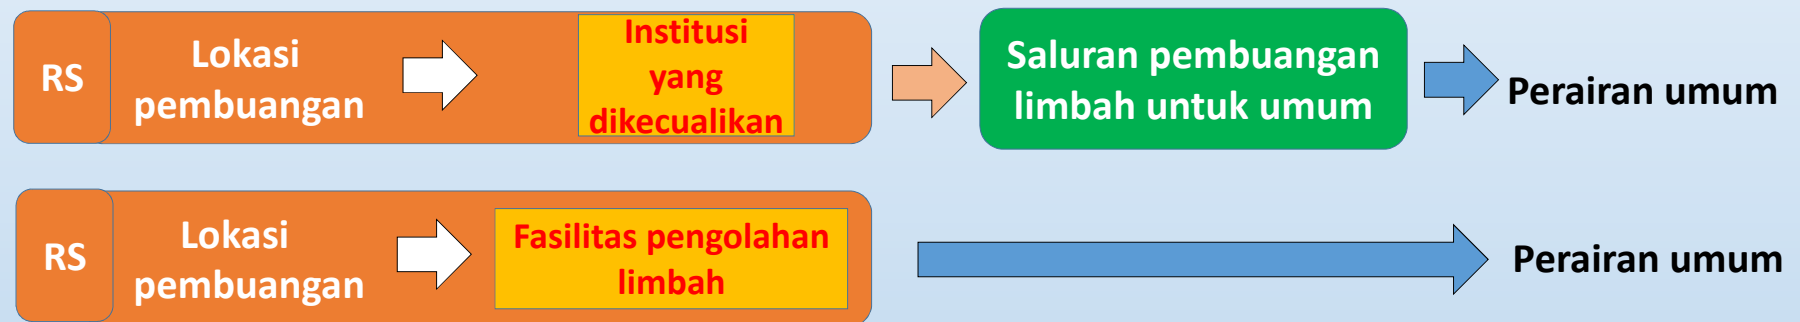 RS
Lokasi
pembuangan
Institusi
yang
dikecualikan
Saluran pembuangan
limbah untuk umum
Perairan umum
RS
Lokasi
pembuangan
Fasilitas pengolahan
limbah
Perairan umum